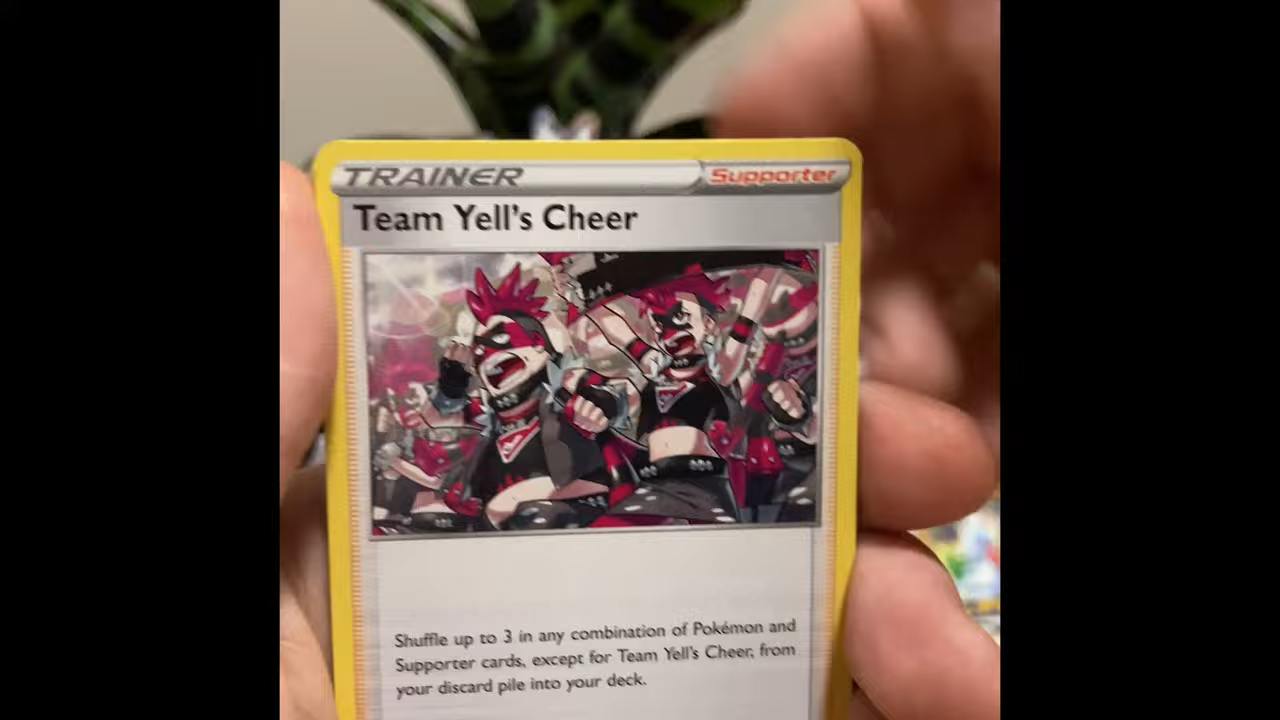 TRAINER
Supporter
Team Yell's Cheer
Shuffle up to 3 in any combination of Pokémon and
Supporter cards, except for Team Yell's Cheer, from
your discard pile into your deck.